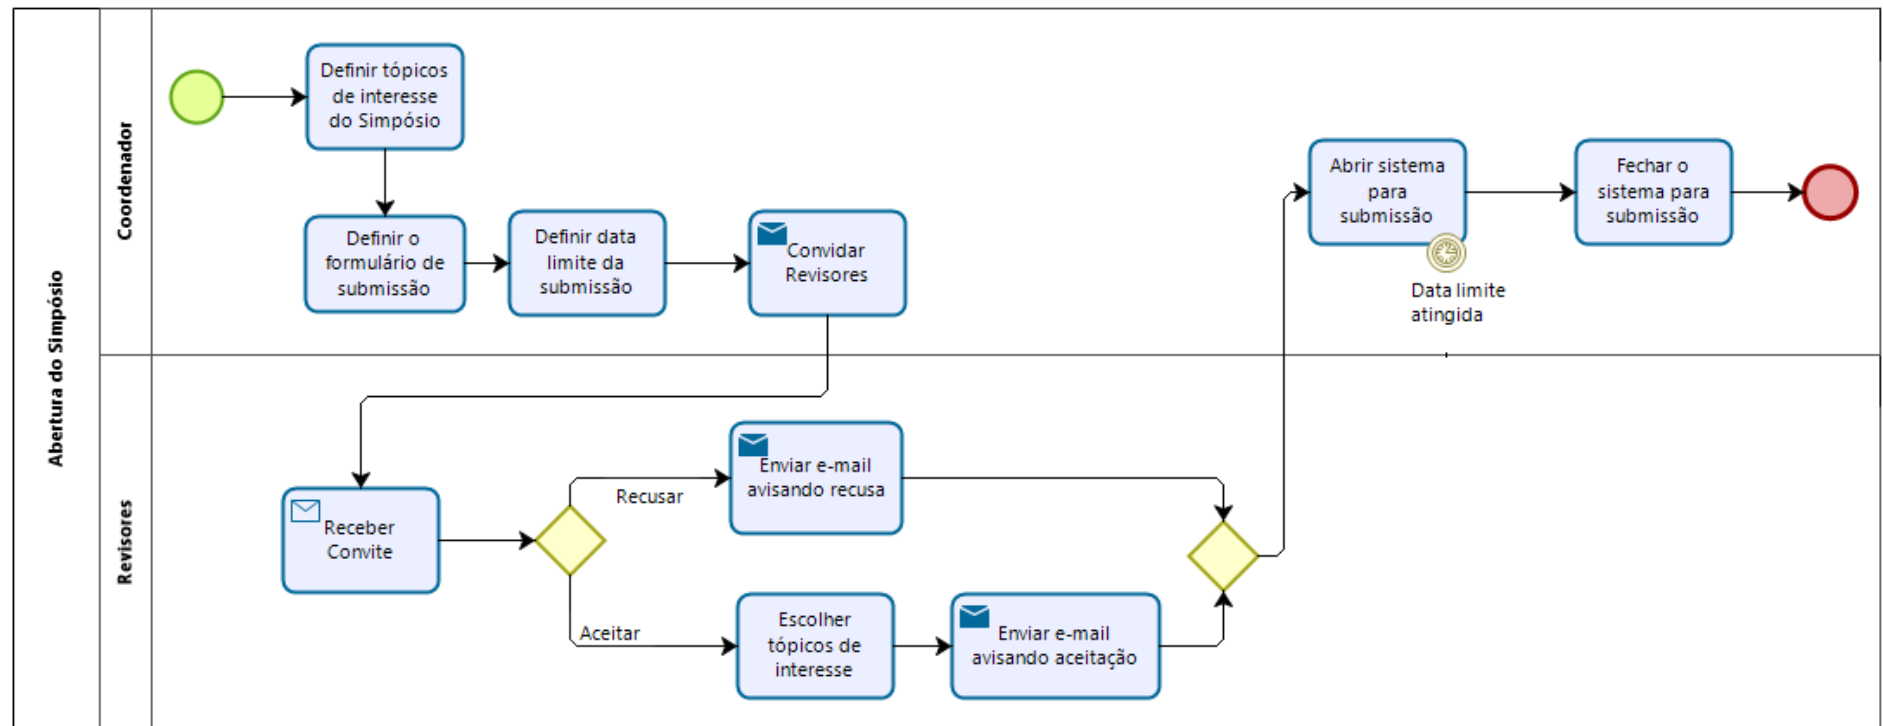 Abertura do Simpósio
Coordenador
Definir tópicos
de interesse
do Simpósio
Definir o
formulário de
submissão
Definir data
limite da
submissão
Convidar
Revisores
Abrir sistema
para
submissão
Data limite
atingida
Fechar o
sistema para
submissão
Revisores
Receber
Convite
Recusar
Enviar e-mail
avisando recusa
Aceitar
Escolher
tópicos de
interesse
Enviar e-mail
avisando aceitação